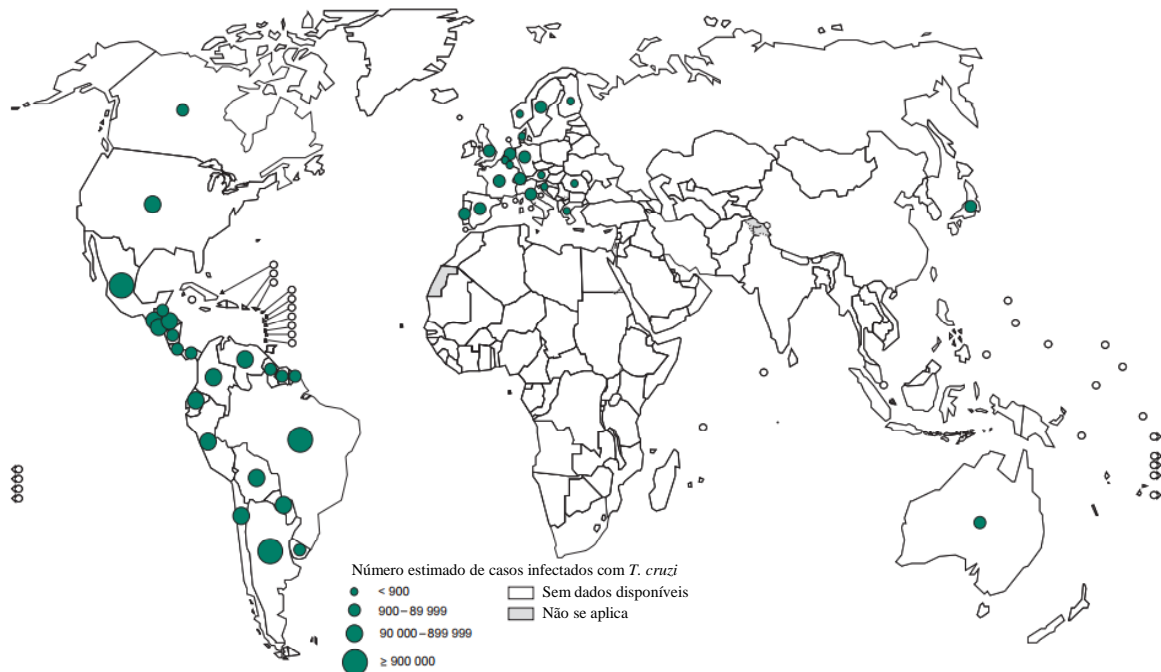 Número estimado de casos infectados com T. cruzi
< 900
900–89 999
90 000–899 999
≥ 900 000
Sem dados disponíveis
Não se aplica